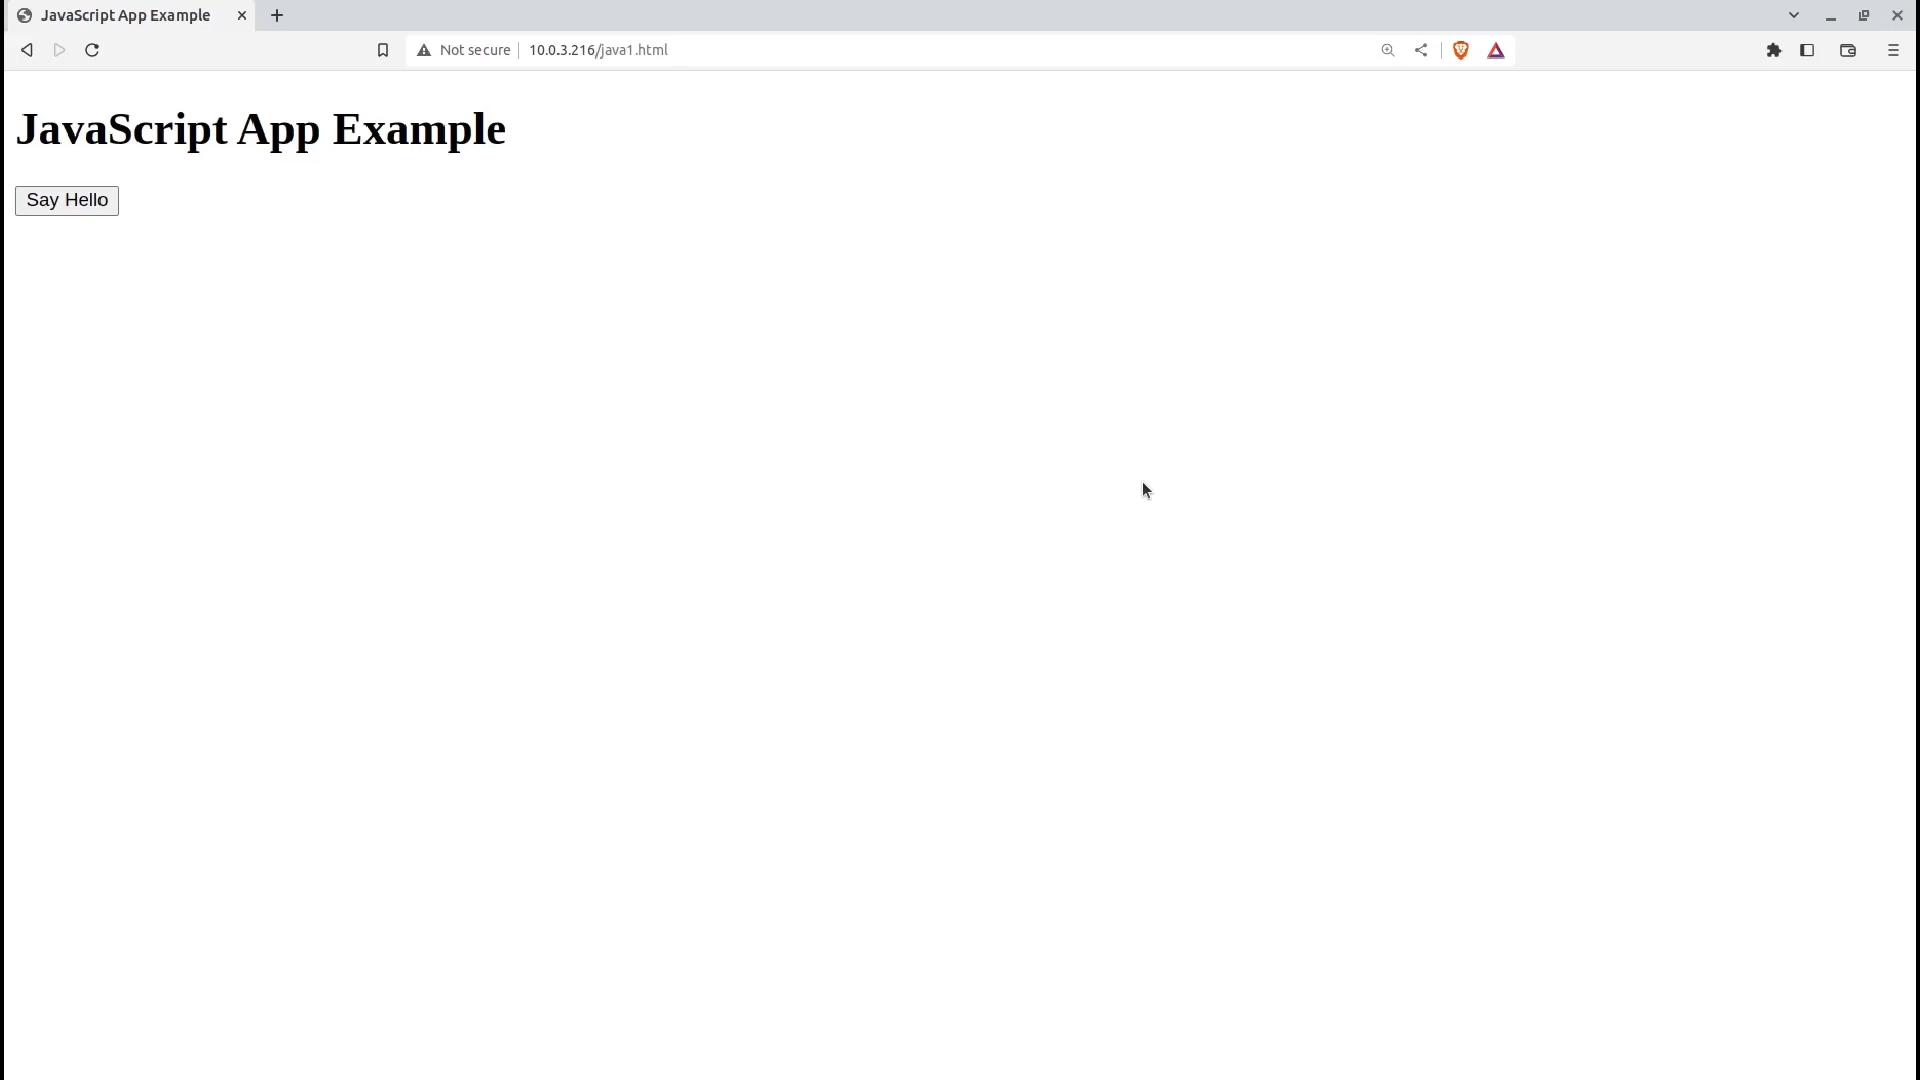 JavaScript App Example
Not secure 10.0.3.216/java1.html
JavaScript App Example
Say Hello